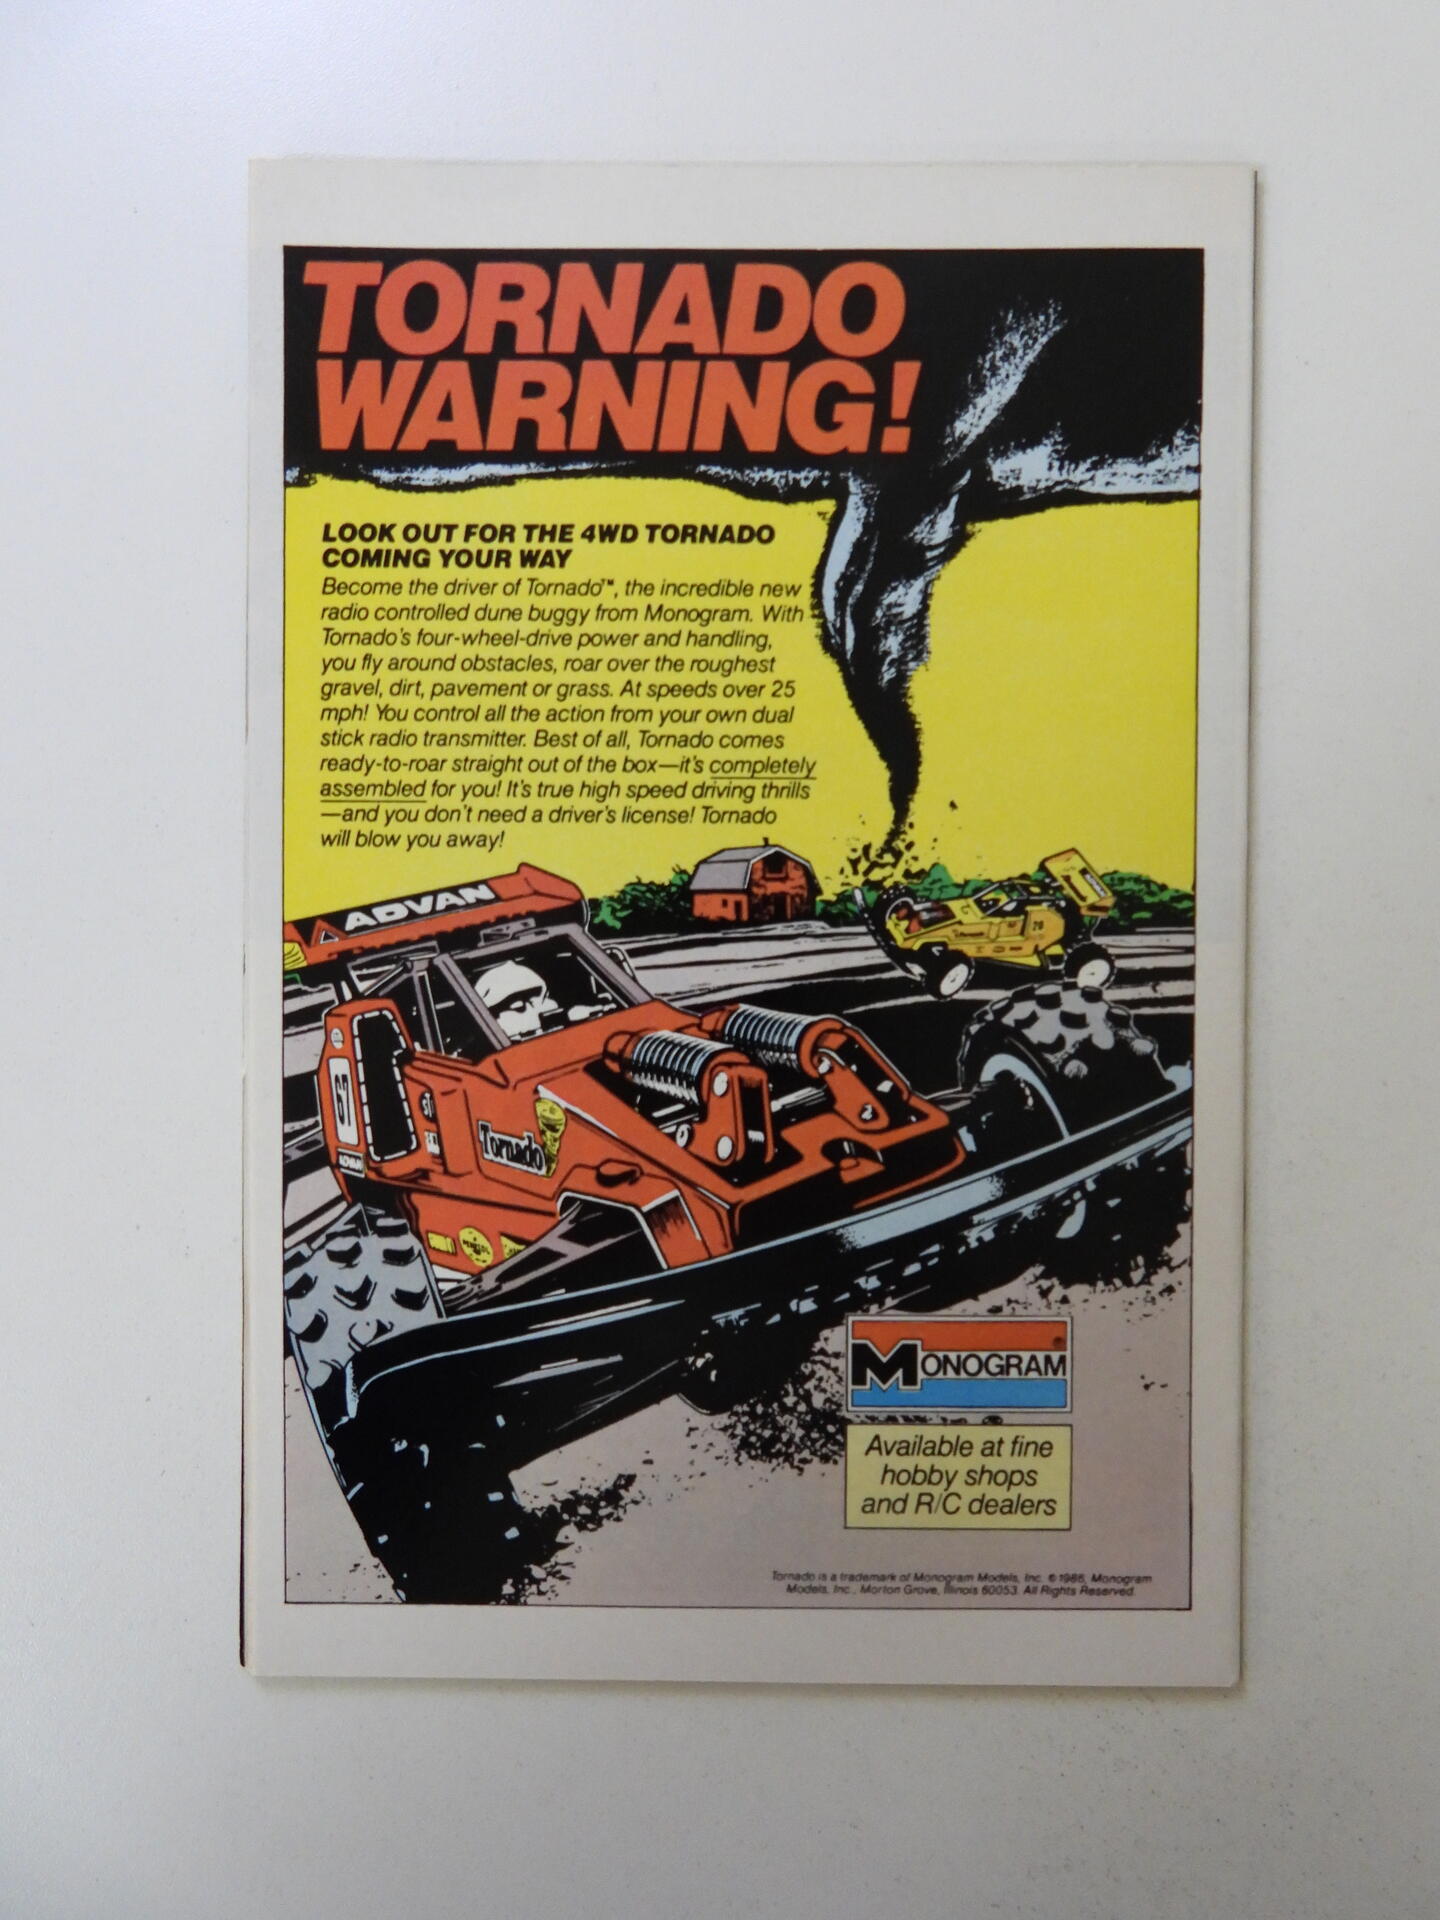 TORNADO
WARNING!
LOOK OUT FOR THE 4WD TORNADO
COMING YOUR WAY
Become the driver of Tornado™, the incredible new
radio controlled dune buggy from Monogram. With
Tornado's four-wheel-drive power and handling,
you fly around obstacles, roar over the roughest
gravel, dirt, pavement or grass. At speeds over 25
mph! You control all the action from your own dual
stick radio transmitter. Best of all, Tornado comes
ready-to-roar straight out of the box—it's completely
assembled for you! It's true high speed driving thrills
—and you don't need a driver's license! Tornado
will blow you away!
ADVAN
67
ADVAN
Tornado
MONOGRAM®
Available at fine
hobby shops
and R/C dealers
Tornado is a trademark of Monogram Models, Inc. © 1986, Monogram
Models, Inc., Morton Grove, Illinois 60053. All Rights Reserved.